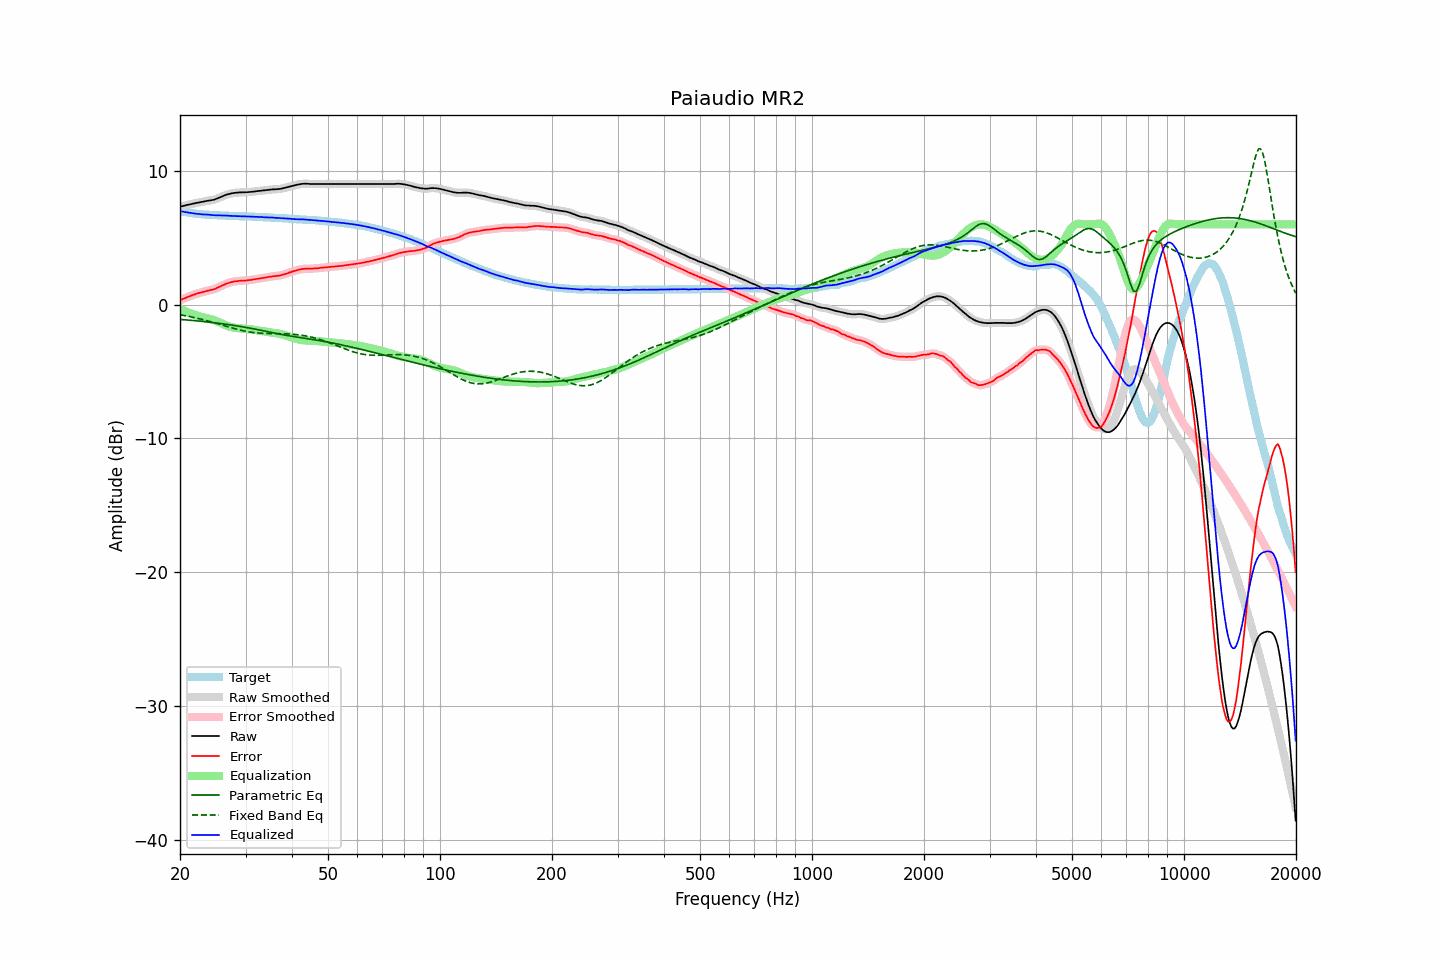 Paiaudio MR2
Amplitude (dBr)
10
0
−10
−20
−30
−40
Target
Raw Smoothed
Error Smoothed
Raw
Error
Equalization
Parametric Eq
Fixed Band Eq
Equalized
20 50 100 200 500 1000 2000 5000 10000 20000
Frequency (Hz)